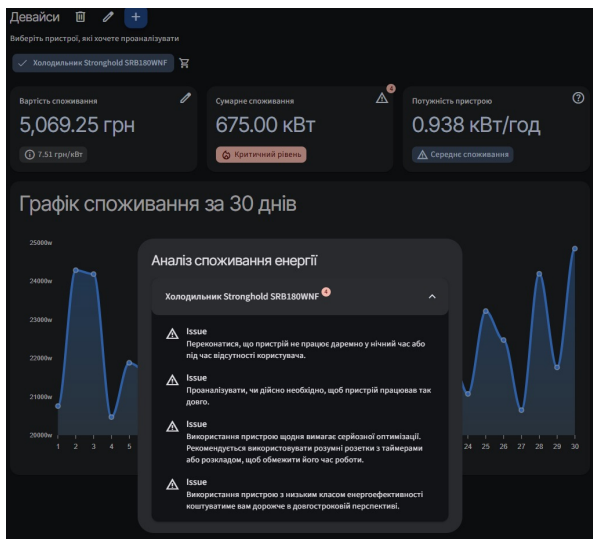 Девайси
Виберіть пристрої, які хочете проаналізувати
Холодильник Stronghold SRB180WNF
Вартість споживання
5,069.25 грн
7.51 грн/кВт
Сумарне споживання
4
675.00 кВт
Критичний рівень
Потужність пристрою
0.938 кВт/год
Середнє споживання
Графік споживання за 30 днів
25000w
24000w
23000w
22000w
21000w
20000w
1 2 3 4 5 24 25 26 27 28 29 30
Аналіз споживання енергії
Холодильник Stronghold SRB180WNF 4
Issue
Переконатися, що пристрій не працює даремно у нічний час або
під час відсутності користувача.
Issue
Проаналізувати, чи дійсно необхідно, щоб пристрій працював так
довго.
Issue
Використання пристрою щодня вимагає серйозної оптимізації.
Рекомендується використовувати розумні розетки з таймерами
або розкладом, щоб обмежити його час роботи.
Issue
Використання пристрою з низьким класом енергоефективності
коштуватиме вам дорожче в довгостроковій перспективі.